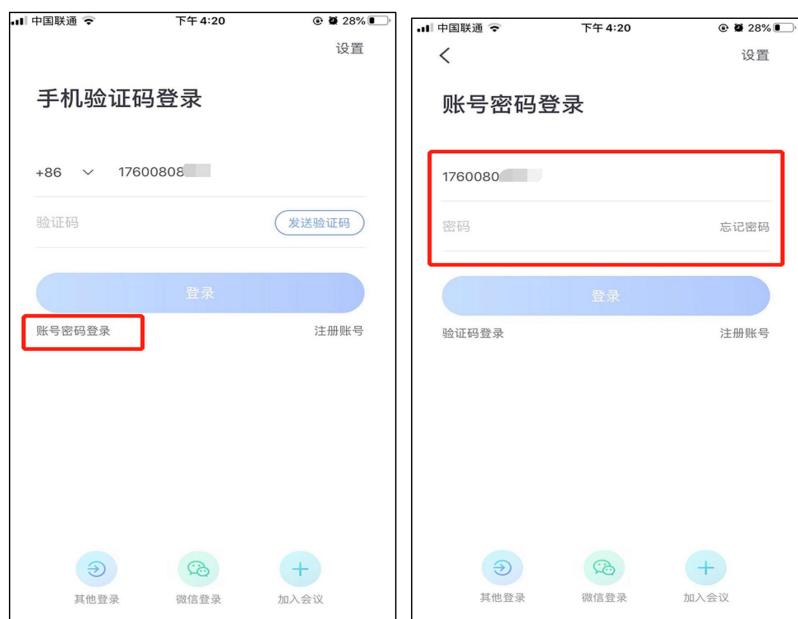 中国联通 下午4:20 28%
设置
手机验证码登录
+86 17600808
验证码 发送验证码
登录
账号密码登录 注册账号
其他登录 微信登录 加入会议
中国联通 下午4:20 28%
设置
账号密码登录
1760080
密码 忘记密码
登录
验证码登录 注册账号
其他登录 微信登录 加入会议